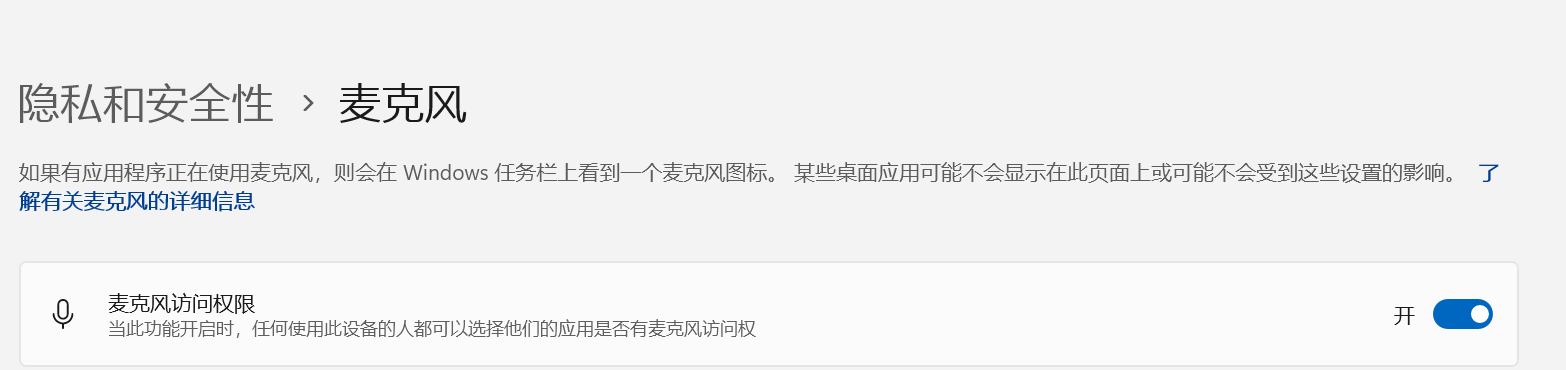 隐私和安全性 › 麦克风
如果有应用程序正在使用麦克风，则会在 Windows 任务栏上看到一个麦克风图标。 某些桌面应用可能不会显示在此页面上或可能不会受到这些设置的影响。 了
解有关麦克风的详细信息
麦克风访问权限
开
当此功能开启时，任何使用此设备的人都可以选择他们的应用是否有麦克风访问权